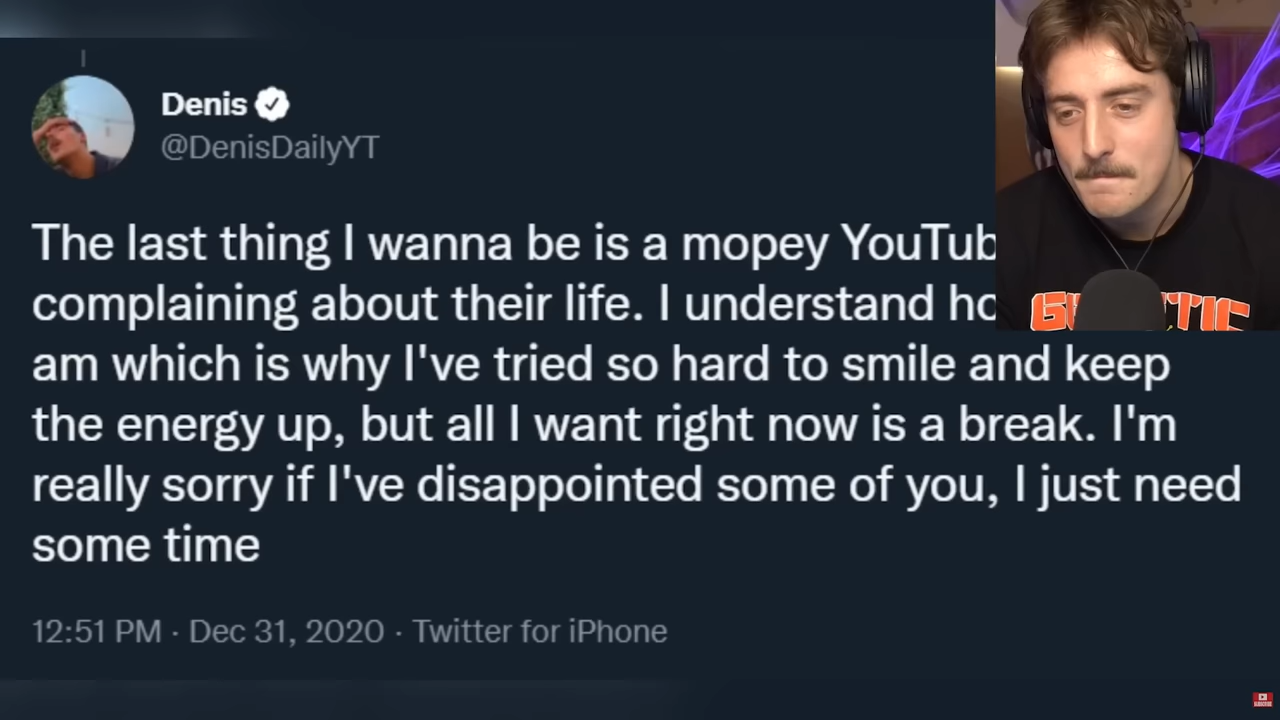 Denis
@DenisDailyYT
The last thing I wanna be is a mopey
complaining about their life. I understand
am which is why I've tried so hard to smile and keep
the energy up, but all I want right now is a break. I'm
really sorry if I've disappointed some of you, I just need
some time
12:51 PM · Dec 31, 2020 · Twitter for iPhone